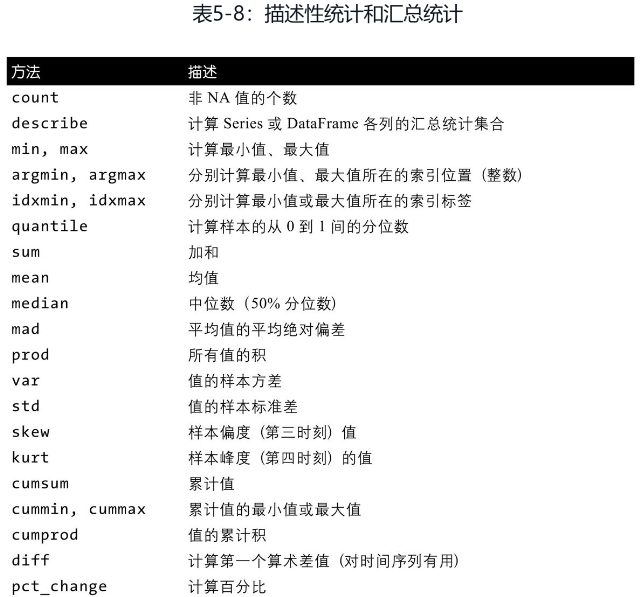 表5-8：描述性统计和汇总统计
方法 描述
count 非 NA 值的个数
describe 计算 Series 或 DataFrame 各列的汇总统计集合
min, max 计算最小值、最大值
argmin, argmax 分别计算最小值、最大值所在的索引位置（整数）
idxmin, idxmax 分别计算最小值或最大值所在的索引标签
quantile 计算样本的从 0 到 1 间的分位数
sum 加和
mean 均值
median 中位数（50% 分位数）
mad 平均值的平均绝对偏差
prod 所有值的积
var 值的样本方差
std 值的样本标准差
skew 样本偏度（第三时刻）值
kurt 样本峰度（第四时刻）的值
cumsum 累计值
cummin, cummax 累计值的最小值或最大值
cumprod 值的累计积
diff 计算第一个算术差值（对时间序列有用）
pct_change 计算百分比